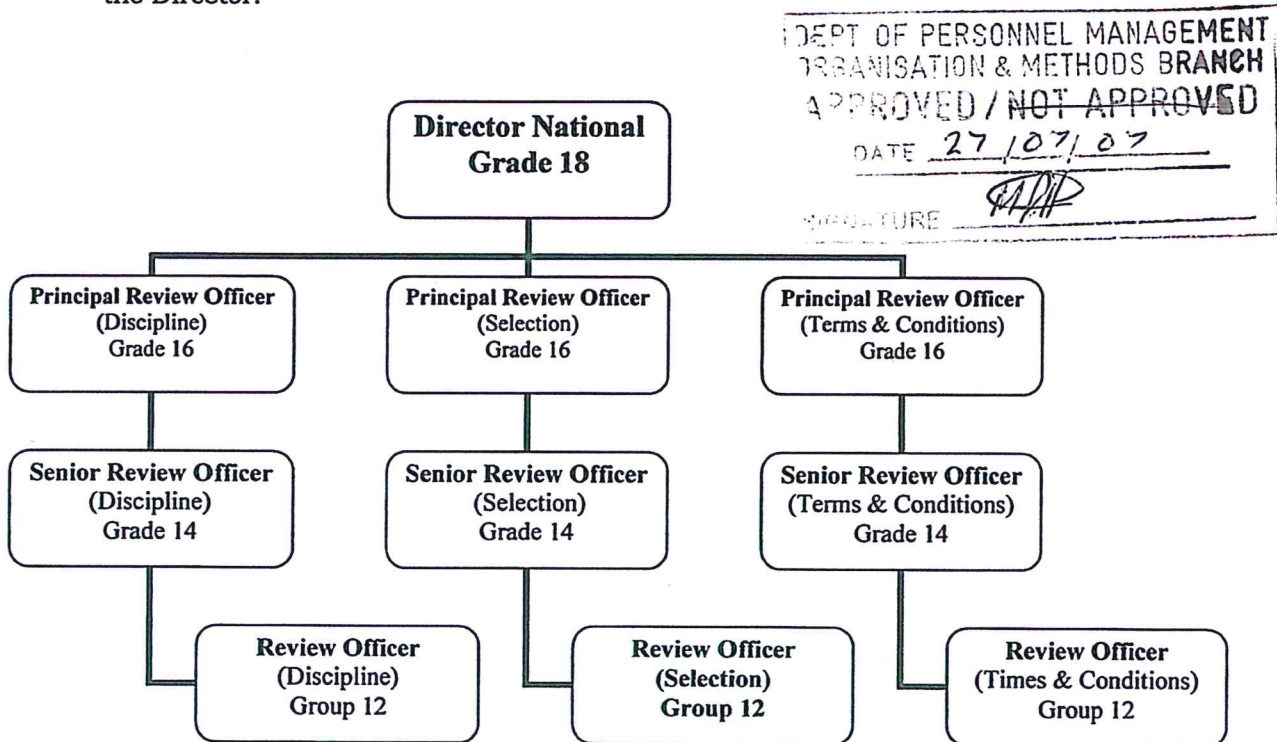 the Director.
DEPT OF PERSONNEL MANAGEMENT
ORGANISATION & METHODS BRANCH
APPROVED / NOT APPROVED
DATE 27/07/07
SIGNATURE
Director National
Grade 18
Principal Review Officer
(Discipline)
Grade 16
Principal Review Officer
(Selection)
Grade 16
Principal Review Officer
(Terms & Conditions)
Grade 16
Senior Review Officer
(Discipline)
Grade 14
Senior Review Officer
(Selection)
Grade 14
Senior Review Officer
(Terms & Conditions)
Grade 14
Review Officer
(Discipline)
Group 12
Review Officer
(Selection)
Group 12
Review Officer
(Times & Conditions)
Group 12